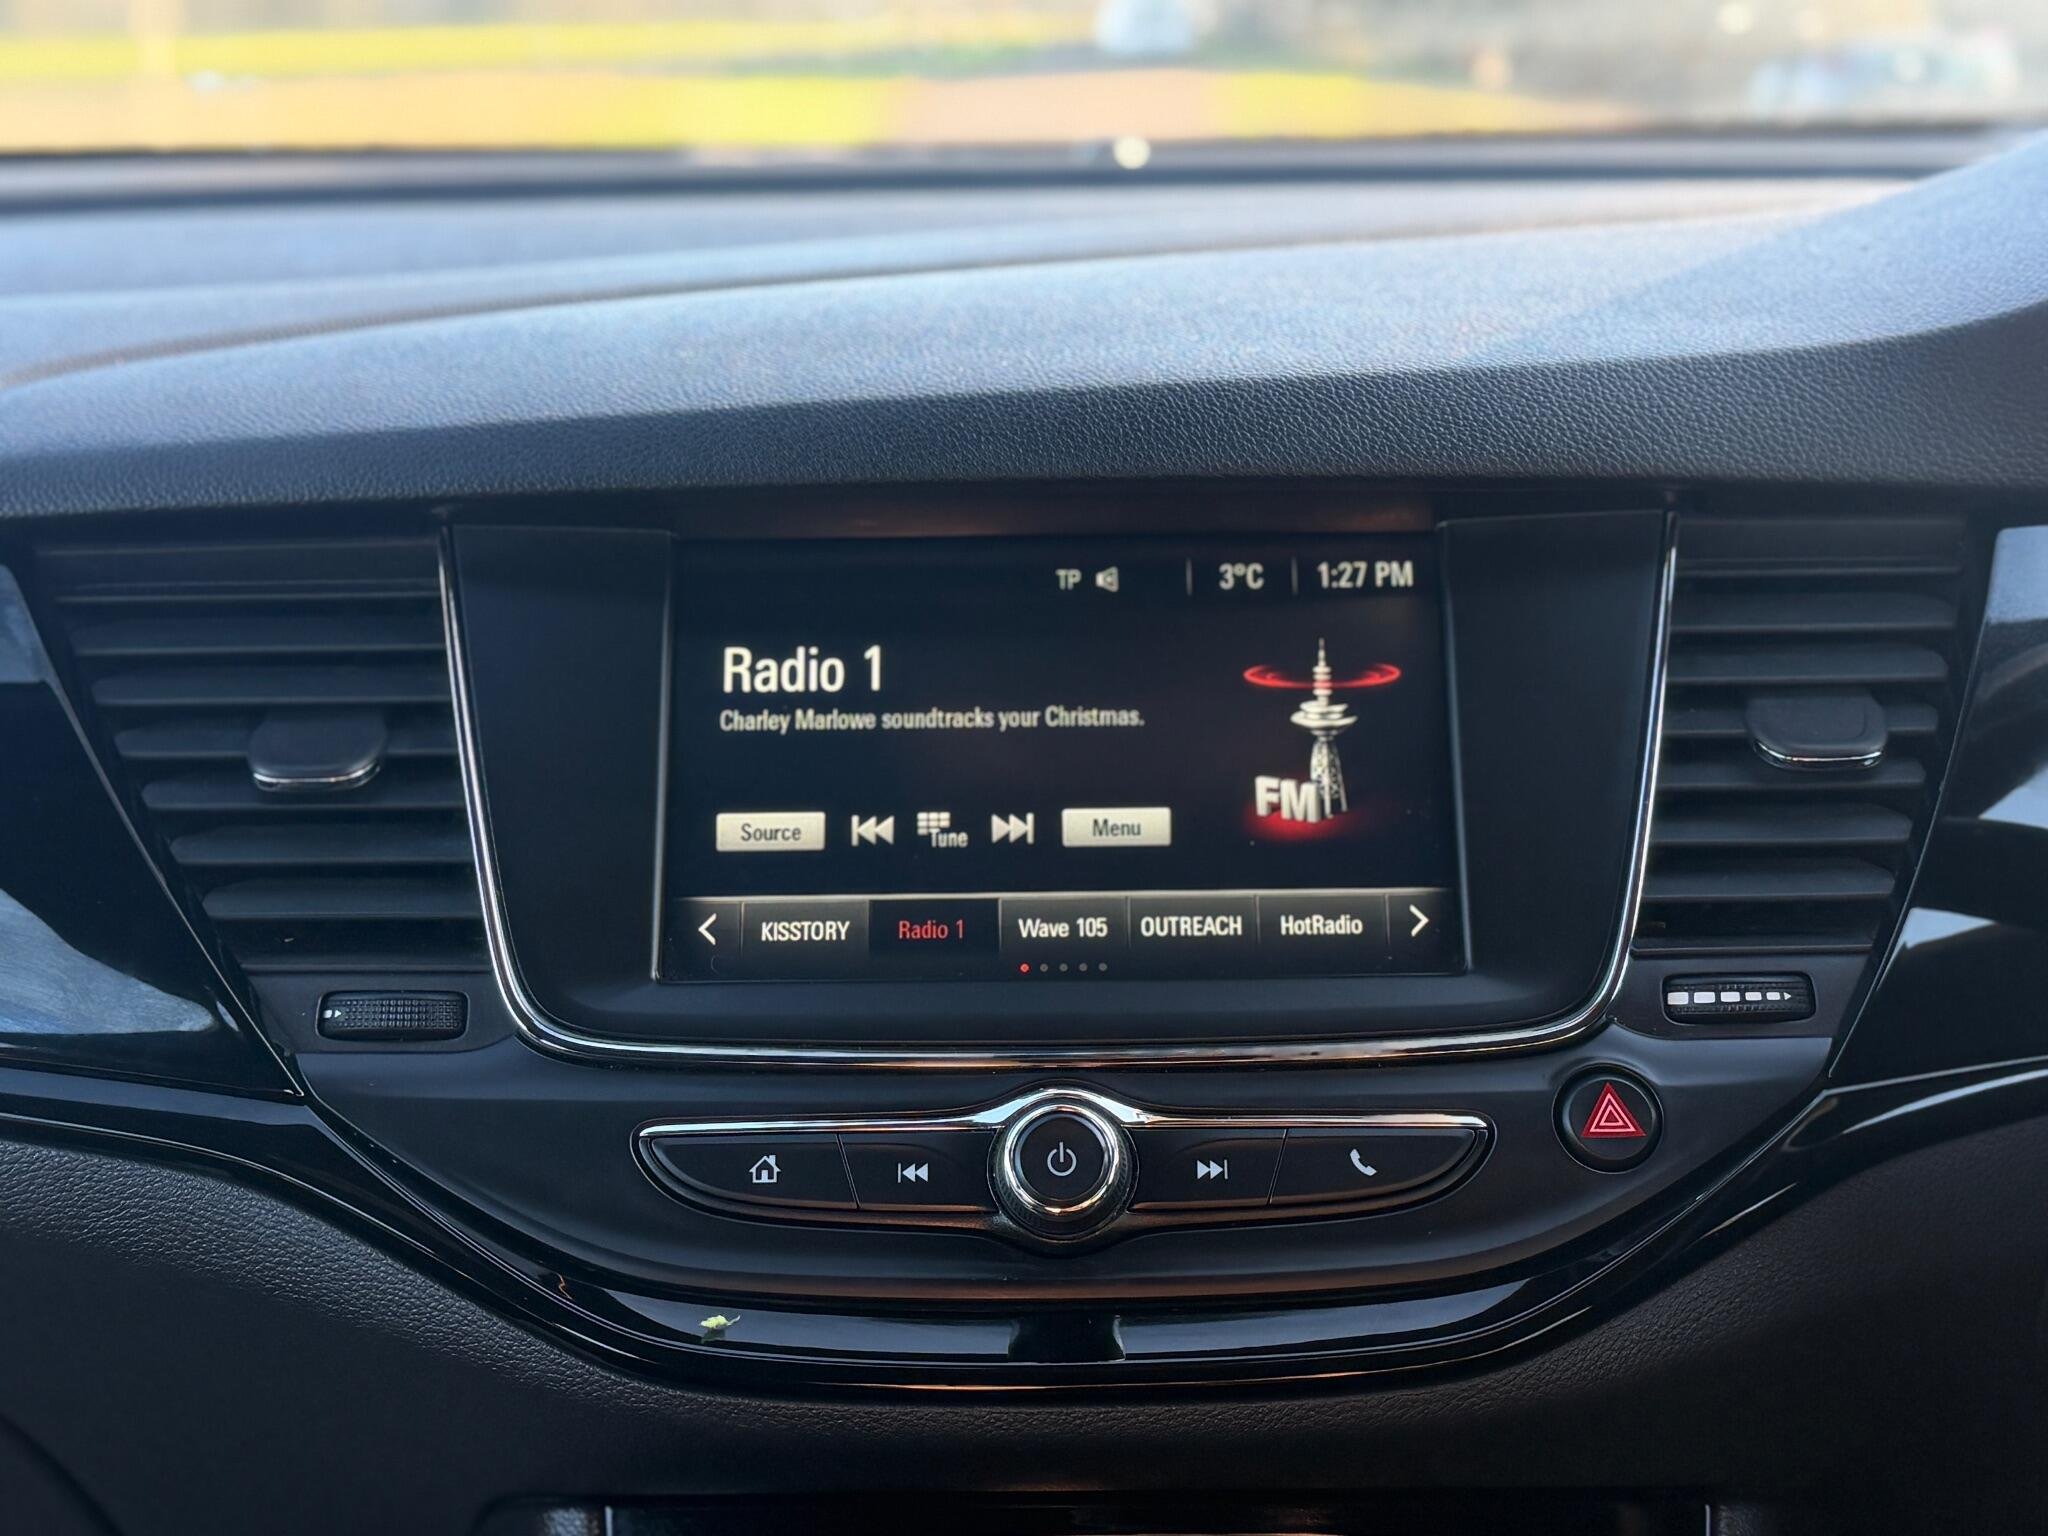 TP 3°C 1:27 PM
Radio 1
Charley Marlowe soundtracks your Christmas.
FM
Source Tune Menu
KISSTORY Radio 1 Wave 105 OUTREACH HotRadio